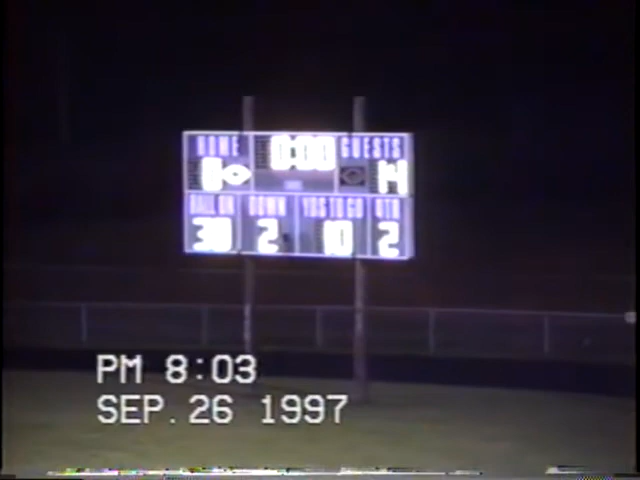 HOME 0:00 GUESTS
BALL ON DOWN YDS TO GO QTR
30 2 10 2
PM 8:03
SEP. 26 1997